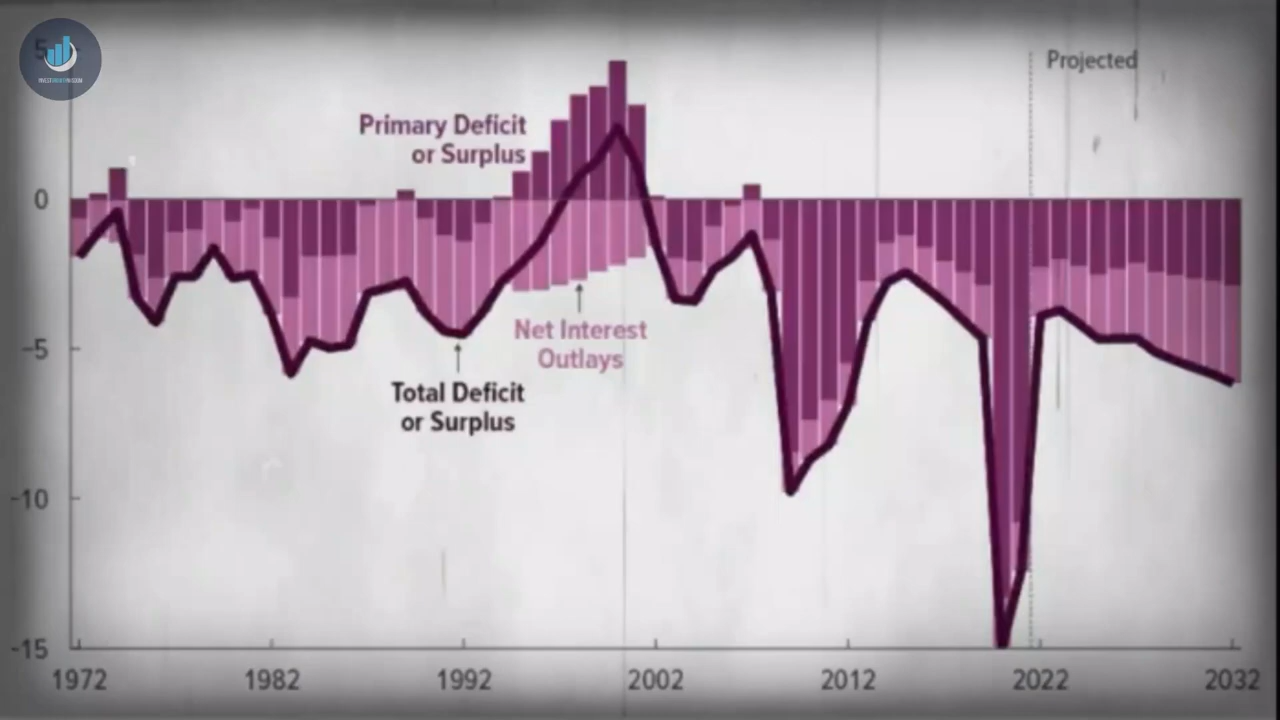 5
Projected
Primary Deficit
or Surplus
0
Net Interest
Outlays
-5
Total Deficit
or Surplus
-10
-15
1972 1982 1992 2002 2012 2022 2032